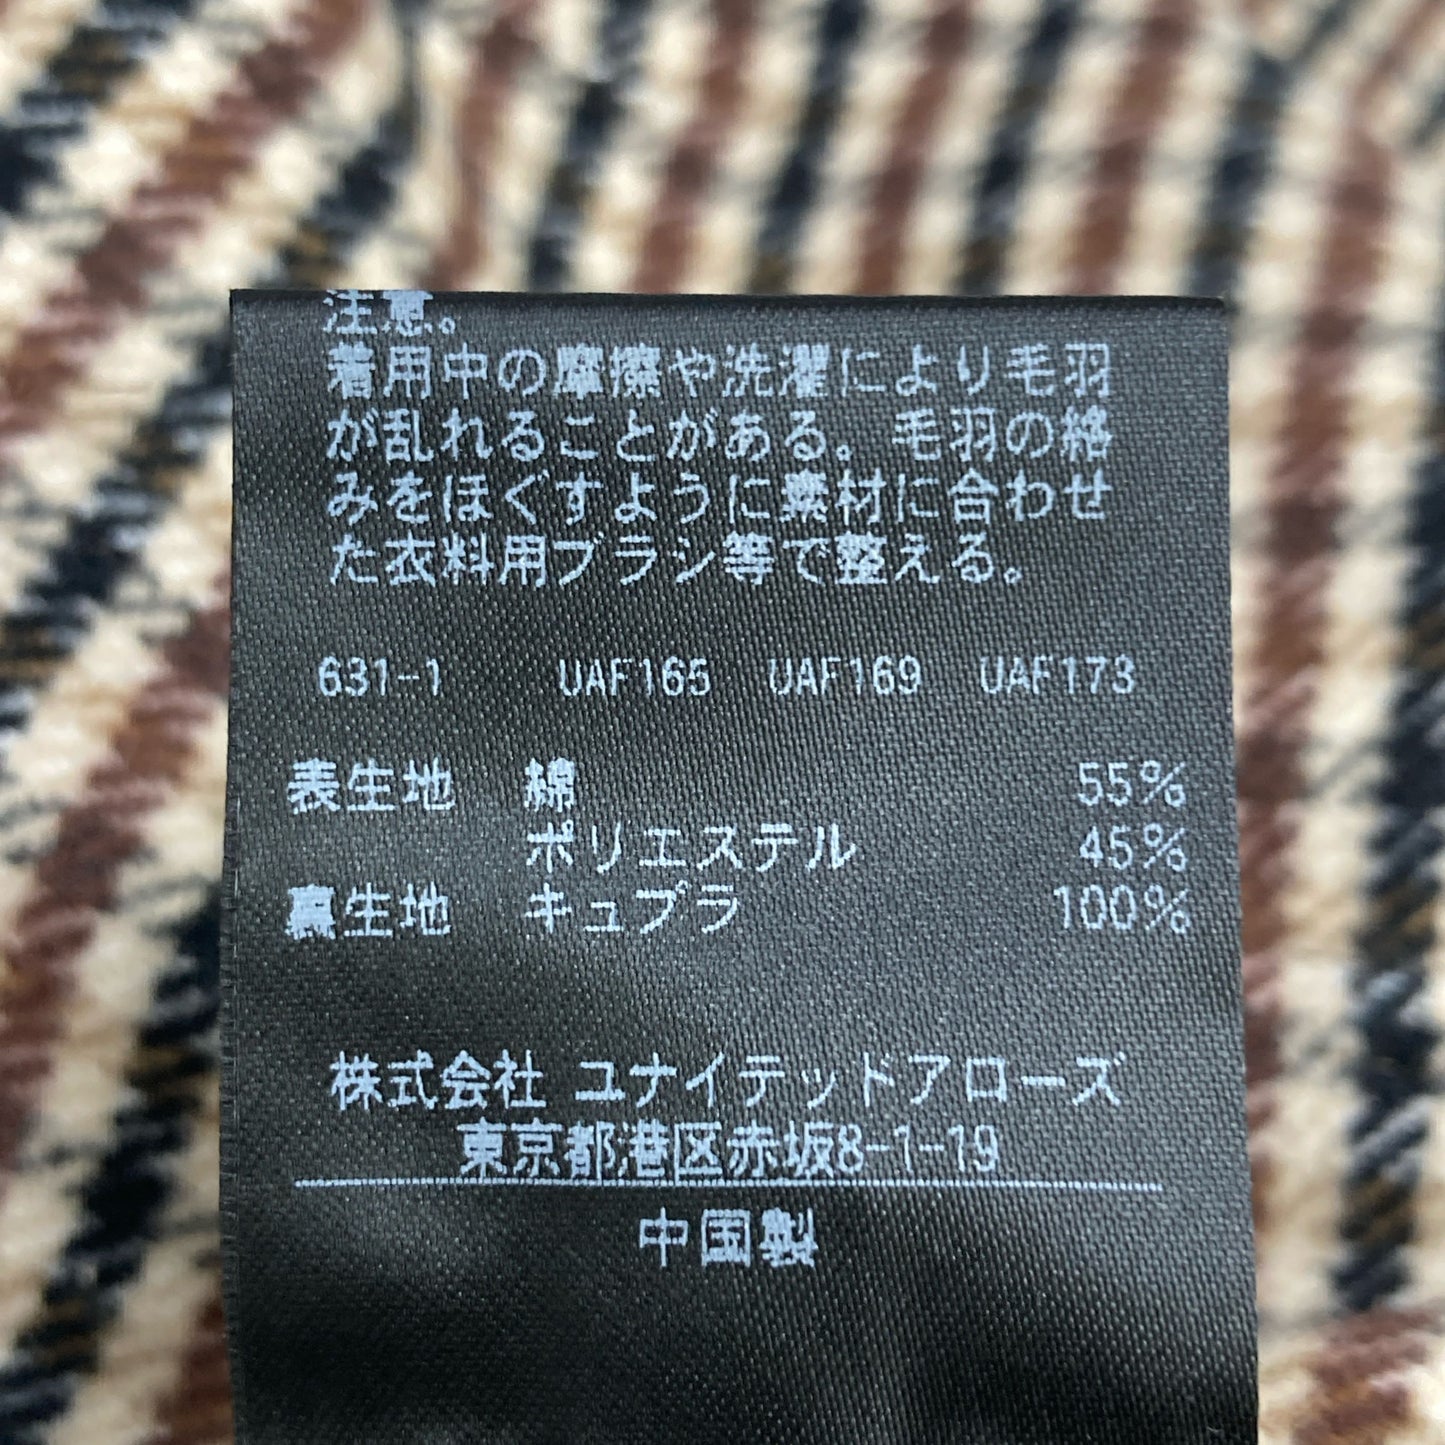 注意。
着用中の摩擦や洗濯により毛羽
が乱れることがある。毛羽の絡
みをほぐすように素材に合わせ
た衣料用ブラシ等で整える。
631-1 UAF165 UAF169 UAF173
表生地 綿 55%
ポリエステル 45%
裏生地 キュプラ 100%
株式会社 ユナイテッドアローズ
東京都港区赤坂8-1-19
中国製